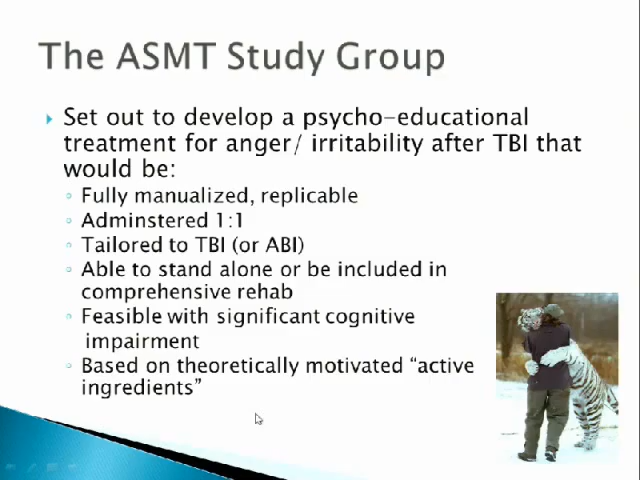 The ASMT Study Group
Set out to develop a psycho-educational
treatment for anger/ irritability after TBI that
would be:
Fully manualized, replicable
Adminstered 1:1
Tailored to TBI (or ABI)
Able to stand alone or be included in
comprehensive rehab
Feasible with significant cognitive
impairment
Based on theoretically motivated “active
ingredients”